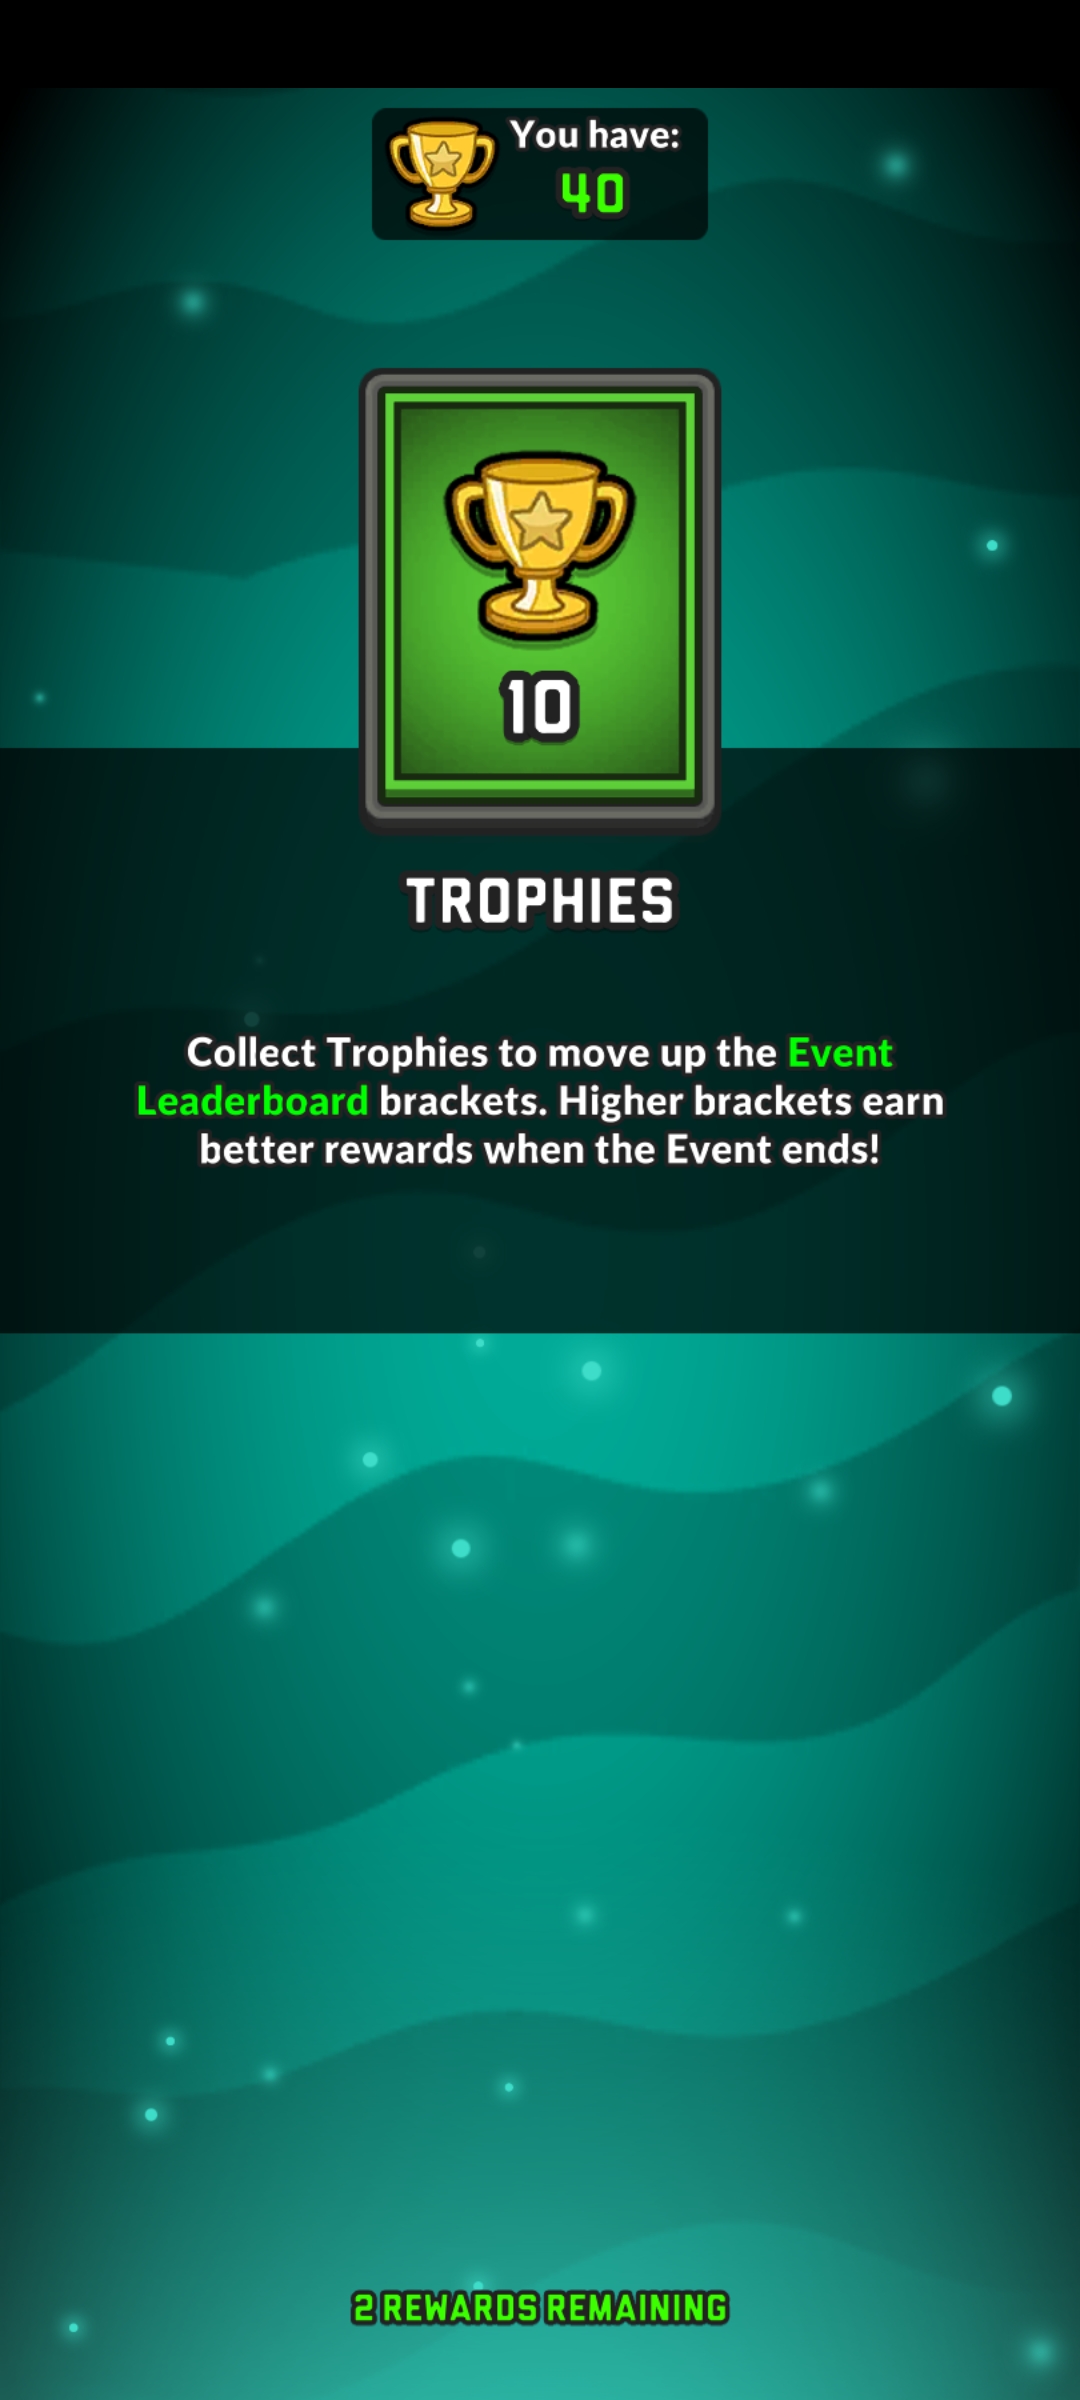 You have:
40
10
TROPHIES
Collect Trophies to move up the Event
Leaderboard brackets. Higher brackets earn
better rewards when the Event ends!
2 REWARDS REMAINING